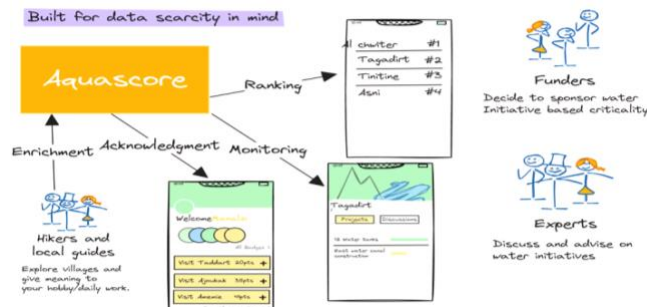 Built for data scarcity in mind
Aquascore
Ranking
Enrichment
Acknowledgment
Monitoring
Al chwiter #1
Tagadirt #2
Tinitine #3
Asni #4
Funders
Decide to sponsor water
Initiative based criticality
Hikers and
local guides
Explore villages and
give meaning to
your hobby/daily work.
Welcome
Visit Taddart 20pts +
Visit
Visit
Tagadirt
Projects
Discussions
water
construction
Experts
Discuss and advise on
water initiatives